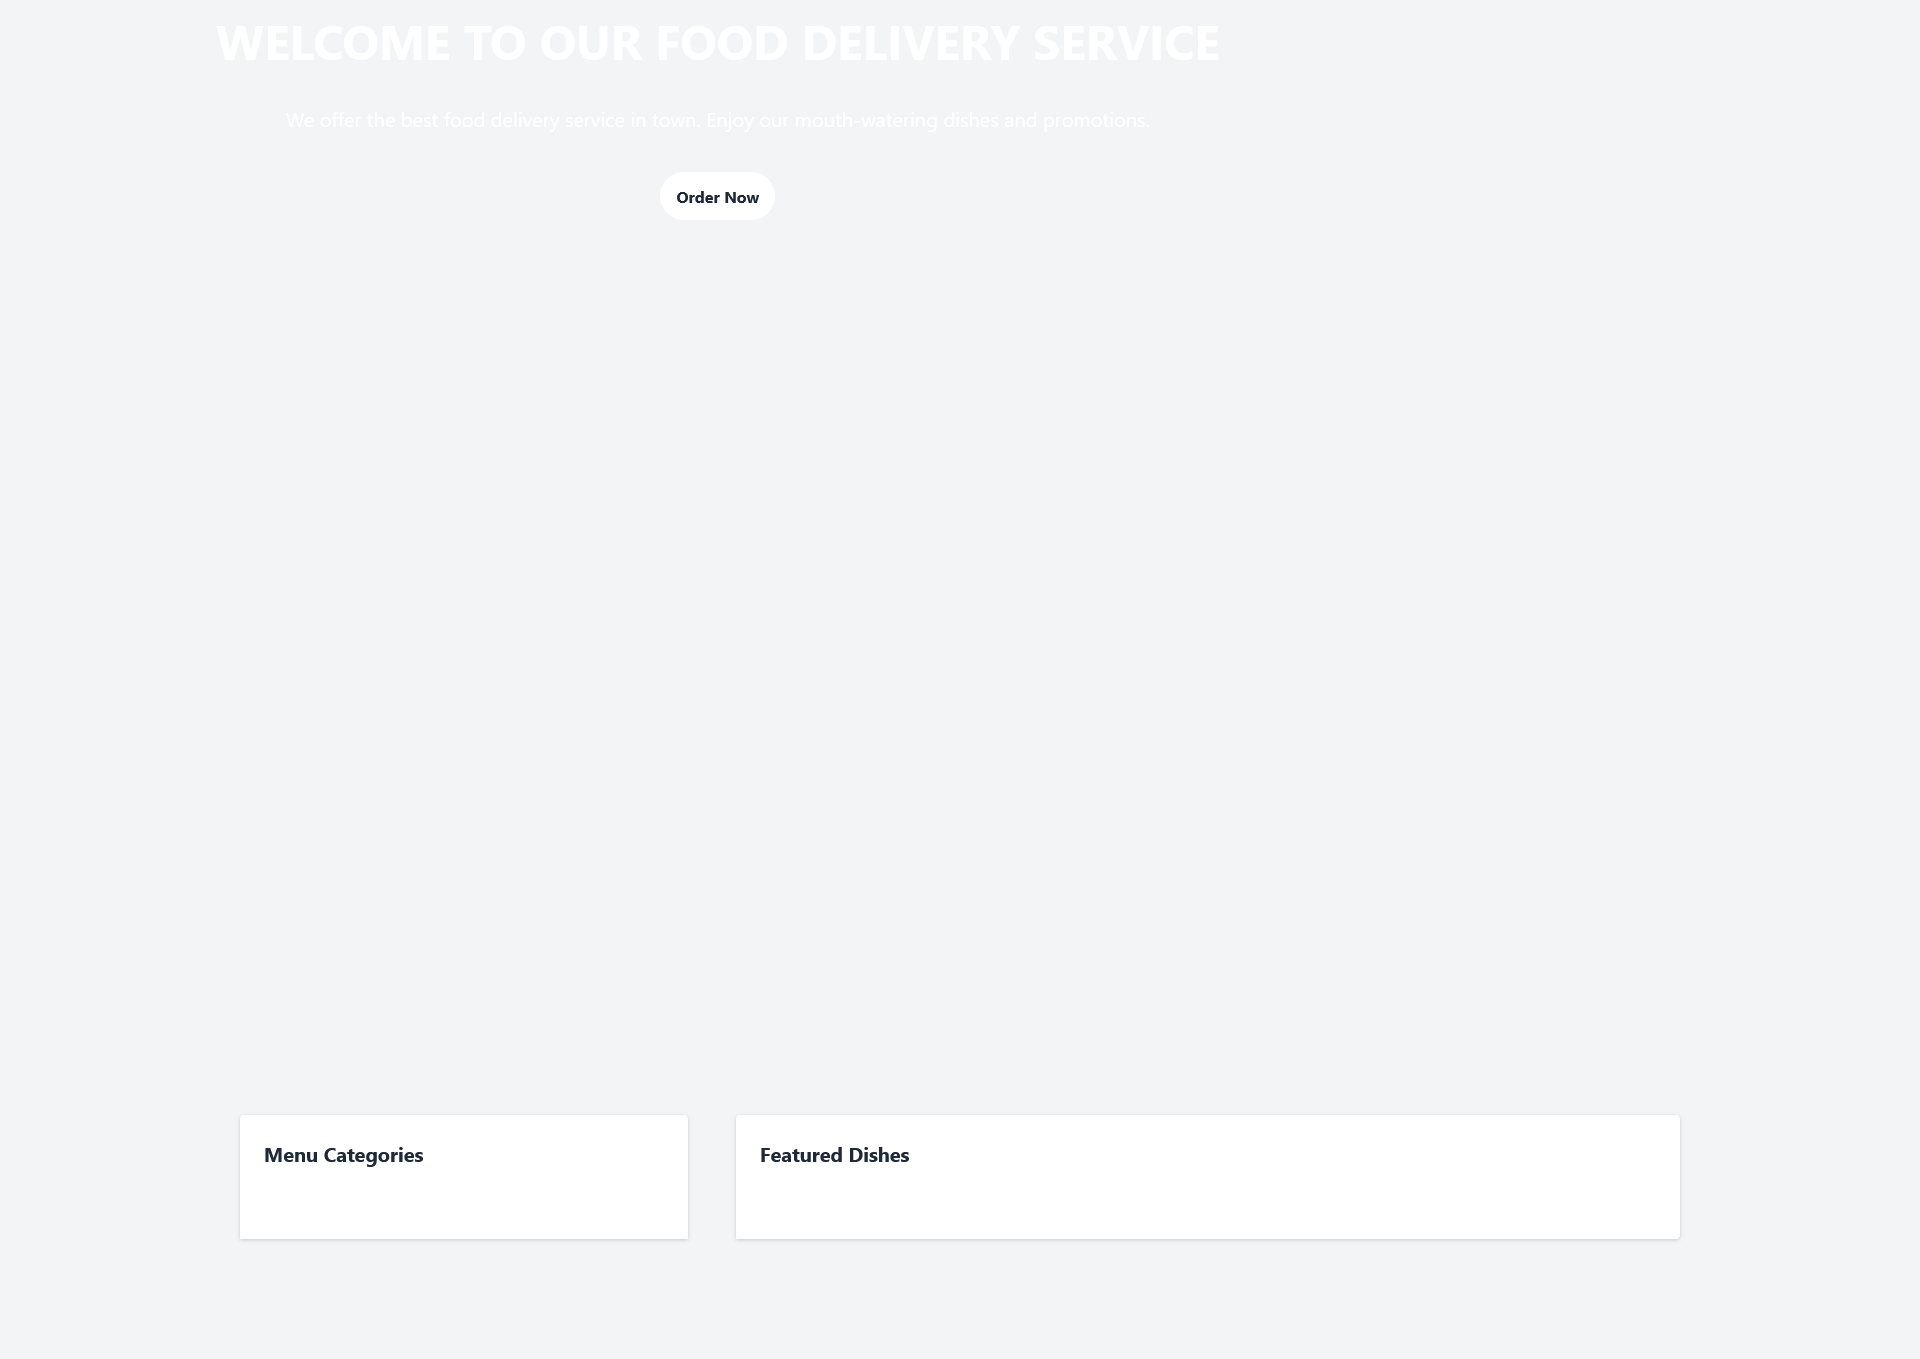 WELCOME TO OUR FOOD DELIVERY SERVICE
We offer the best food delivery service in town. Enjoy our mouth-watering dishes and promotions.
Order Now
Menu Categories
Featured Dishes